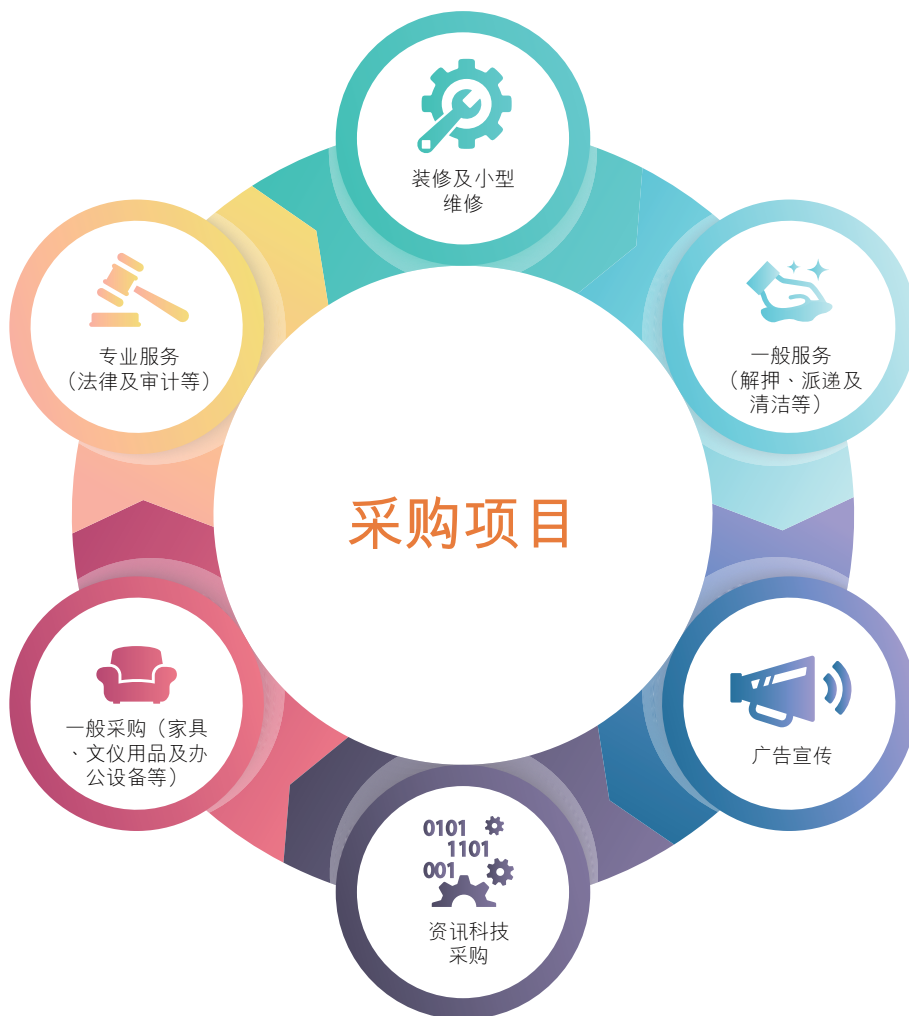 装修及小型
维修
专业服务
（法律及审计等）
一般服务
（解押、派递及
清洁等）
采购项目
一般采购（家具
、文仪用品及办
公设备等）
广告宣传
0101
1101
001
资讯科技
采购